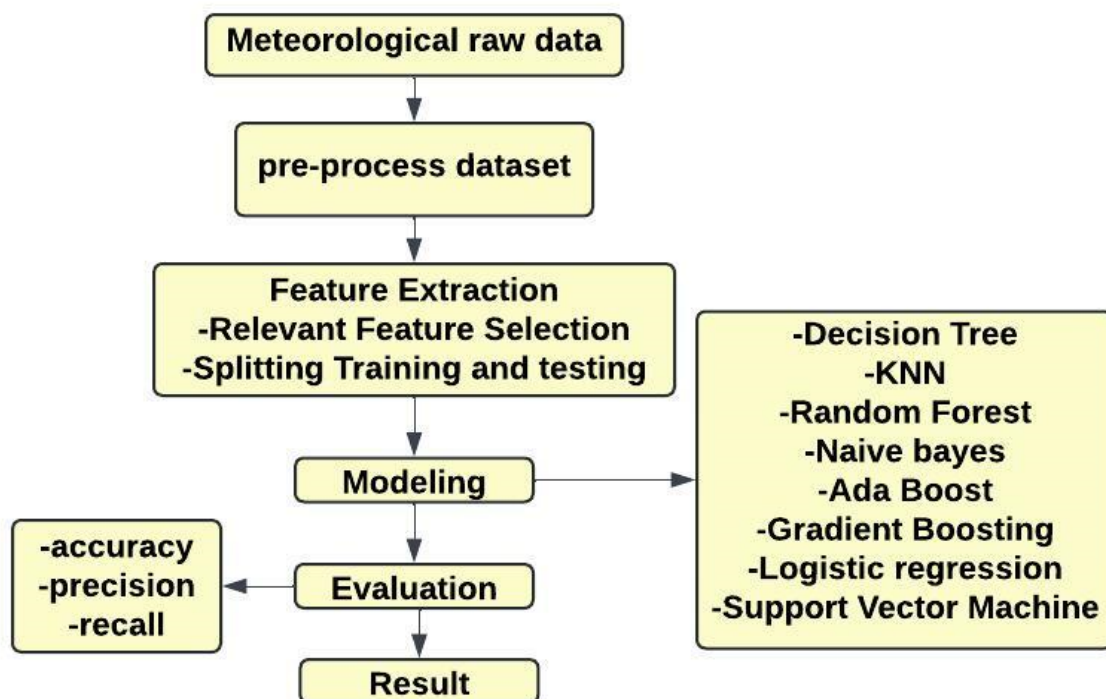 Meteorological raw data
pre-process dataset
Feature Extraction
-Relevant Feature Selection
-Splitting Training and testing
Modeling
-Decision Tree
-KNN
-Random Forest
-Naive bayes
-Ada Boost
-Gradient Boosting
-Logistic regression
-Support Vector Machine
Evaluation
-accuracy
-precision
-recall
Result